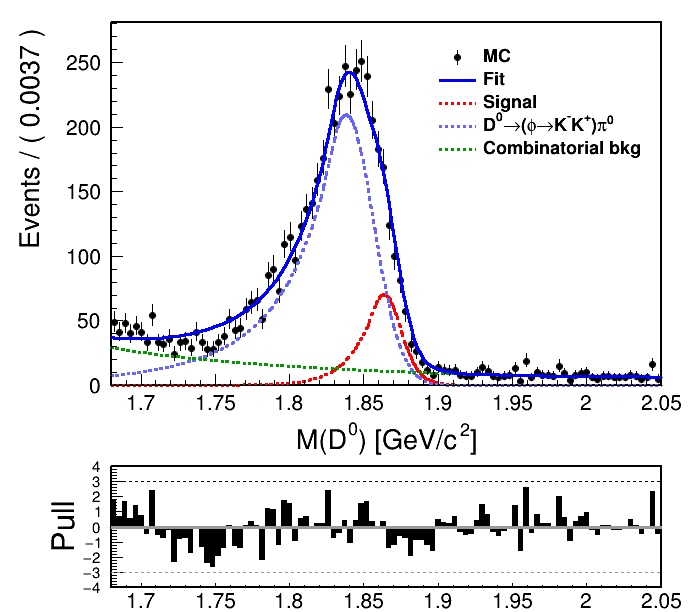 Events / ( 0.0037 )
250
200
150
100
50
0
MC
Fit
Signal
D⁰→(ϕ→K⁻K⁺)π⁰
Combinatorial bkg
1.7 1.75 1.8 1.85 1.9 1.95 2 2.05
M(D⁰) [GeV/c²]
Pull
4
3
2
1
0
−1
−2
−3
−4
1.7 1.75 1.8 1.85 1.9 1.95 2 2.05